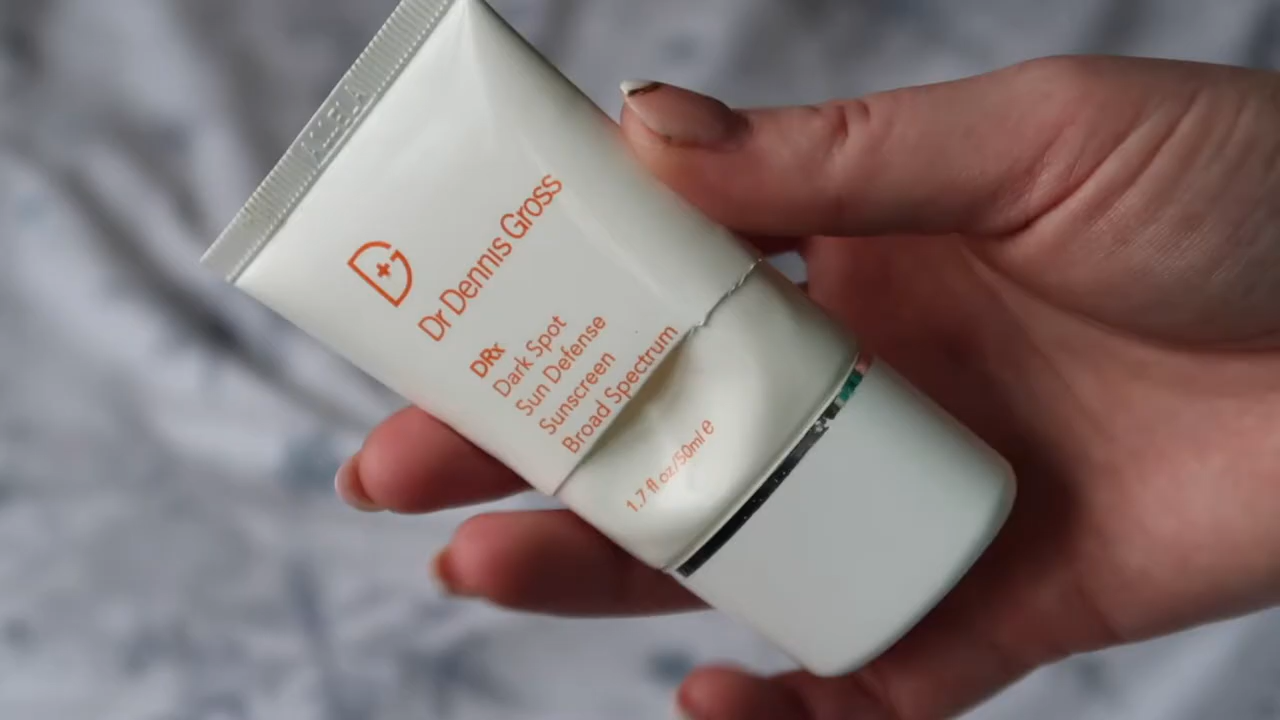 Dr Dennis Gross
DRx
Dark Spot
Sun Defense
Sunscreen
Broad Spectrum
1.7 fl oz/50ml e